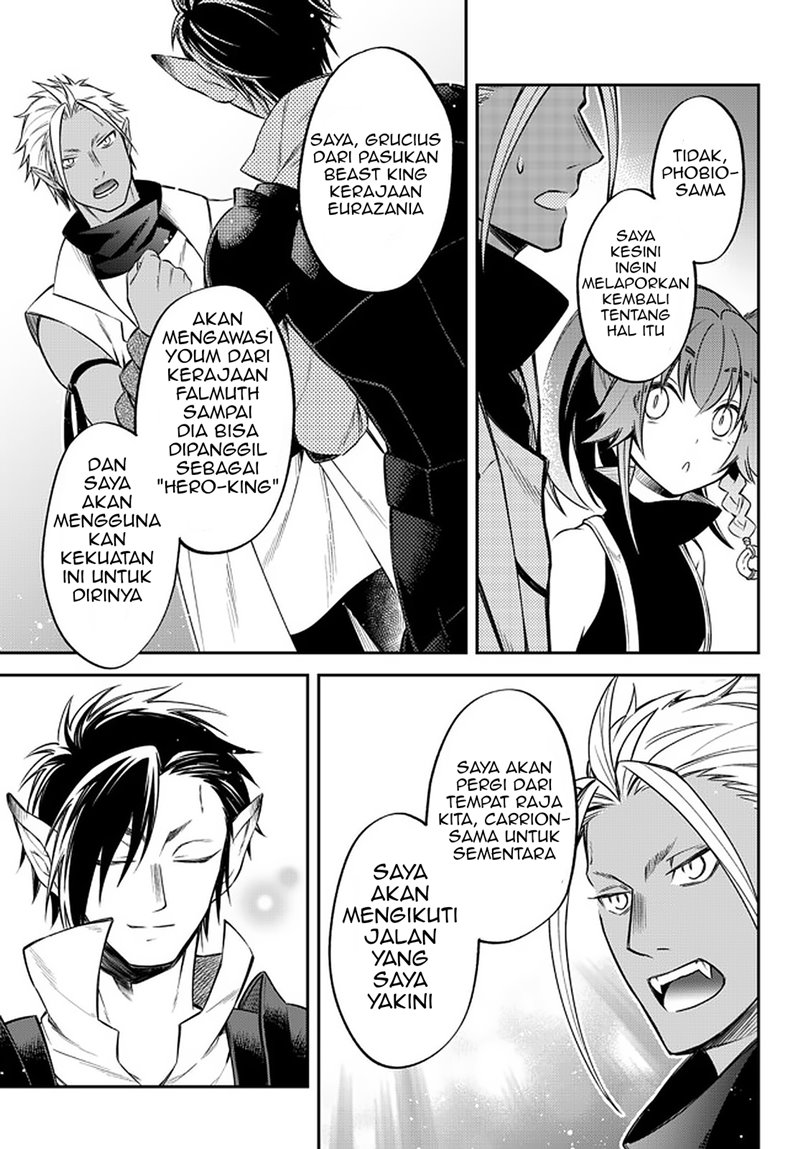 TIDAK,
PHOBIO-
SAMA
SAYA
KESINI
INGIN
MELAPORKAN
KEMBALI
TENTANG
HAL ITU
SAYA, GRUCIUS
DARI PASUKAN
BEAST KING
KERAJAAN
EURAZANIA
AKAN
MENGAWASI
YOUM DARI
KERAJAAN
FALMUTH
SAMPAI
DIA BISA
DIPANGGIL
SEBAGAI
"HERO-KING"
DAN
SAYA
AKAN
MENGGUNA
KAN
KEKUATAN
INI UNTUK
DIRINYA
SAYA AKAN
PERGI DARI
TEMPAT RAJA
KITA, CARRION-
SAMA UNTUK
SEMENTARA
SAYA
AKAN
MENGIKUTI
JALAN
YANG
SAYA
YAKINI